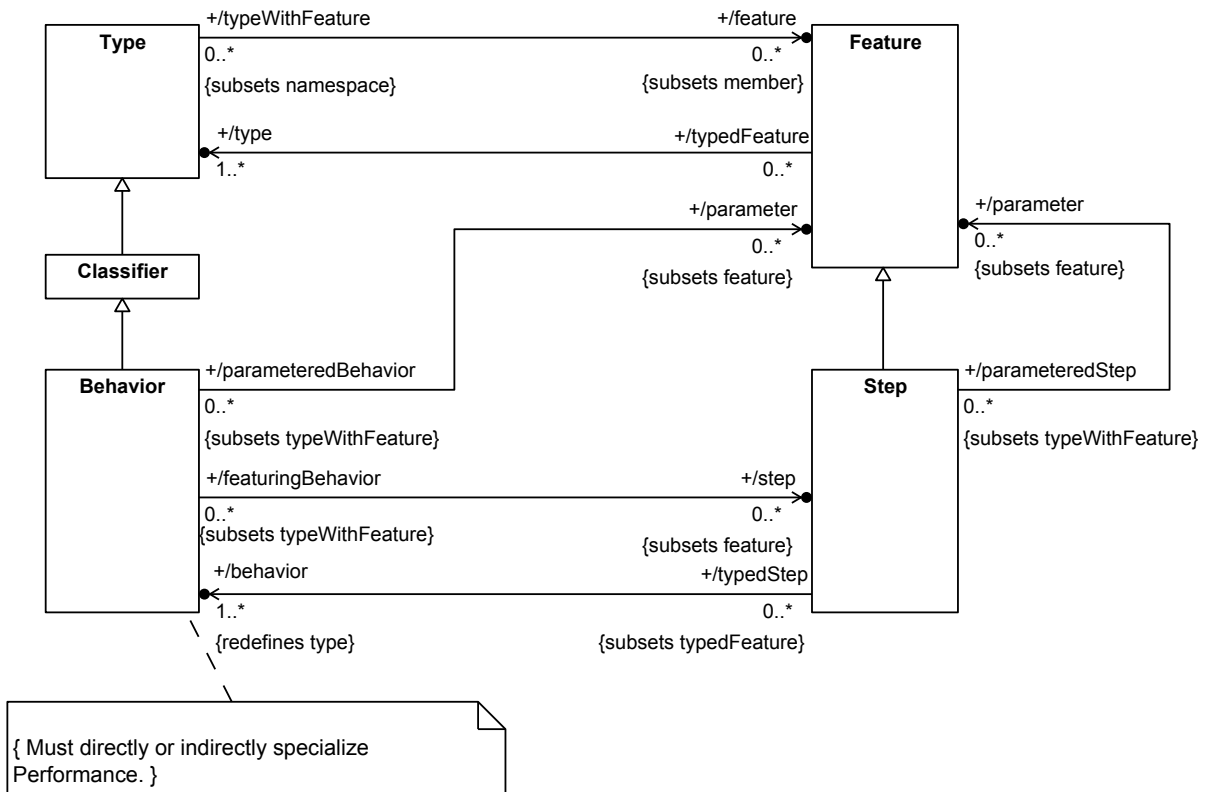 +/typeWithFeature
+/feature
Type
Feature
0..*
0..*
{subsets namespace}
{subsets member}
+/type
+/typedFeature
1..*
0..*
+/parameter
+/parameter
0..*
0..*
{subsets feature}
{subsets feature}
Classifier
Behavior
+/parameteredBehavior
Step
+/parameteredStep
0..*
0..*
{subsets typeWithFeature}
{subsets typeWithFeature}
+/featuringBehavior
+/step
0..*
0..*
{subsets typeWithFeature}
{subsets feature}
+/behavior
+/typedStep
1..*
0..*
{redefines type}
{subsets typedFeature}
{ Must directly or indirectly specialize
Performance. }